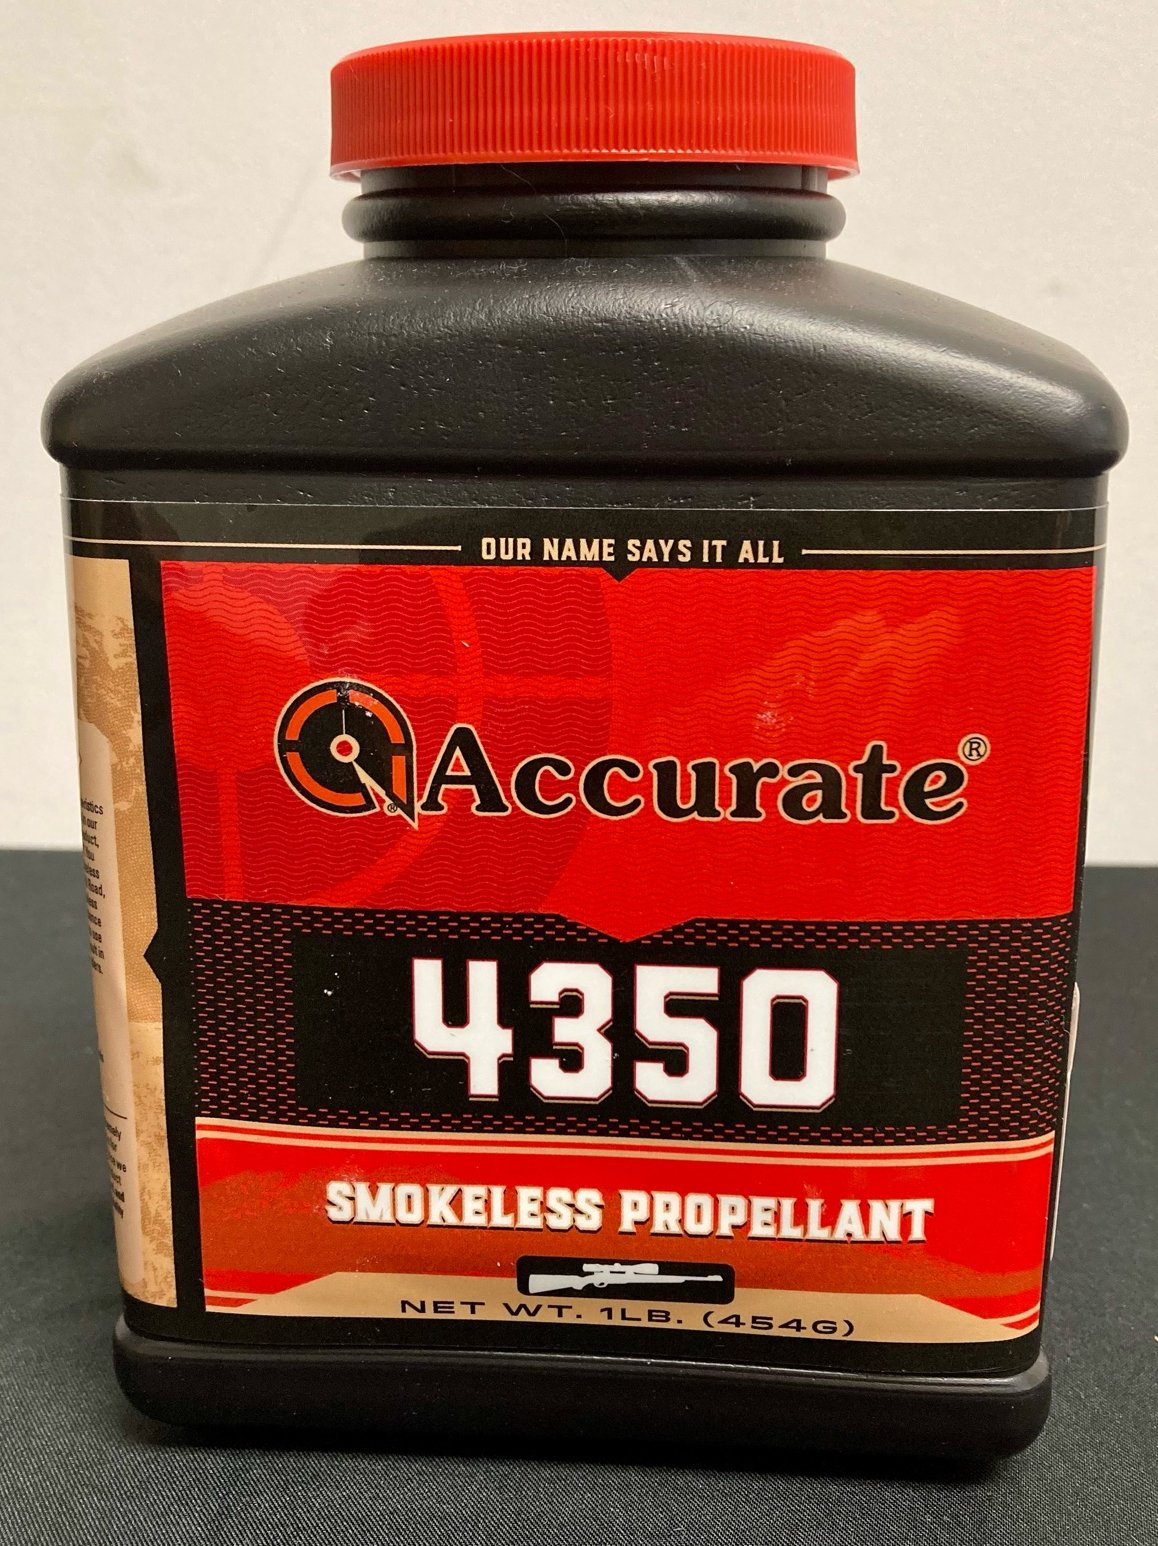 OUR NAME SAYS IT ALL
Accurate®
4350
SMOKELESS PROPELLANT
NET WT. 1LB. (454G)